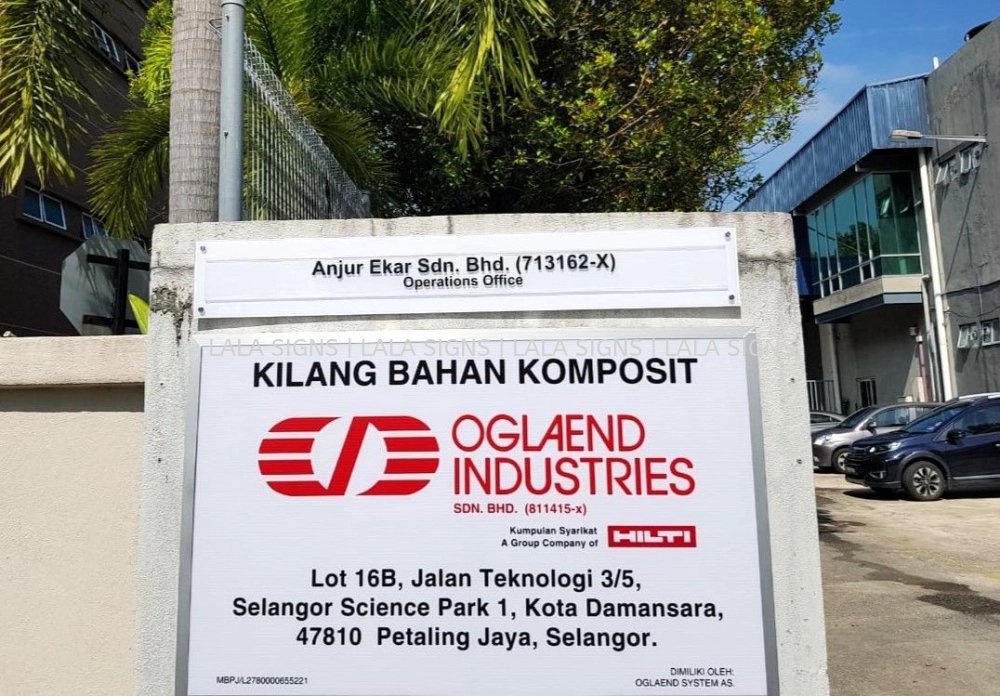 Anjur Ekar Sdn. Bhd. (713162-X)
Operations Office
LALA SIGNS | LALA SIGNS | LALA SIGNS | LALA SIGNS
KILANG BAHAN KOMPOSIT
OGLAEND
INDUSTRIES
SDN. BHD. (811415-x)
Kumpulan Syarikat
A Group Company of HILTI
Lot 16B, Jalan Teknologi 3/5,
Selangor Science Park 1, Kota Damansara,
47810 Petaling Jaya, Selangor.
MBPJ/L2780000655221
DIMILIKI OLEH:
OGLAEND SYSTEM AS.